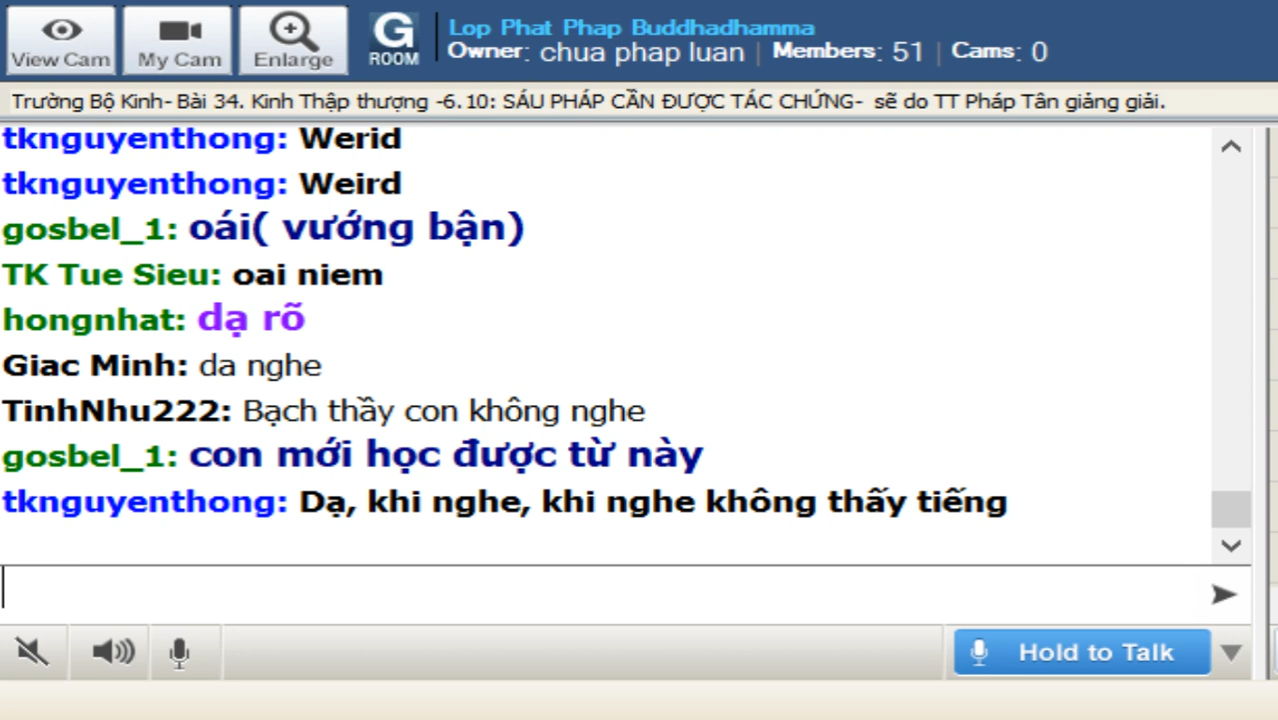 View Cam
My Cam
Enlarge
G ROOM
Lop Phat Phap Buddhadhamma
Owner: chua phap luan | Members: 51 | Cams: 0
Trường Bộ Kinh- Bài 34. Kinh Thập thượng -6.10: SÁU PHÁP CẦN ĐƯỢC TÁC CHỨNG- sẽ do TT Pháp Tân giảng giải.
tknguyenthong: Werid
tknguyenthong: Weird
gosbel_1: oái( vướng bận)
TK Tue Sieu: oai niem
hongnhat: dạ rõ
Giac Minh: da nghe
TinhNhu222: Bạch thầy con không nghe
gosbel_1: con mới học được từ này
tknguyenthong: Dạ, khi nghe, khi nghe không thấy tiếng
Hold to Talk